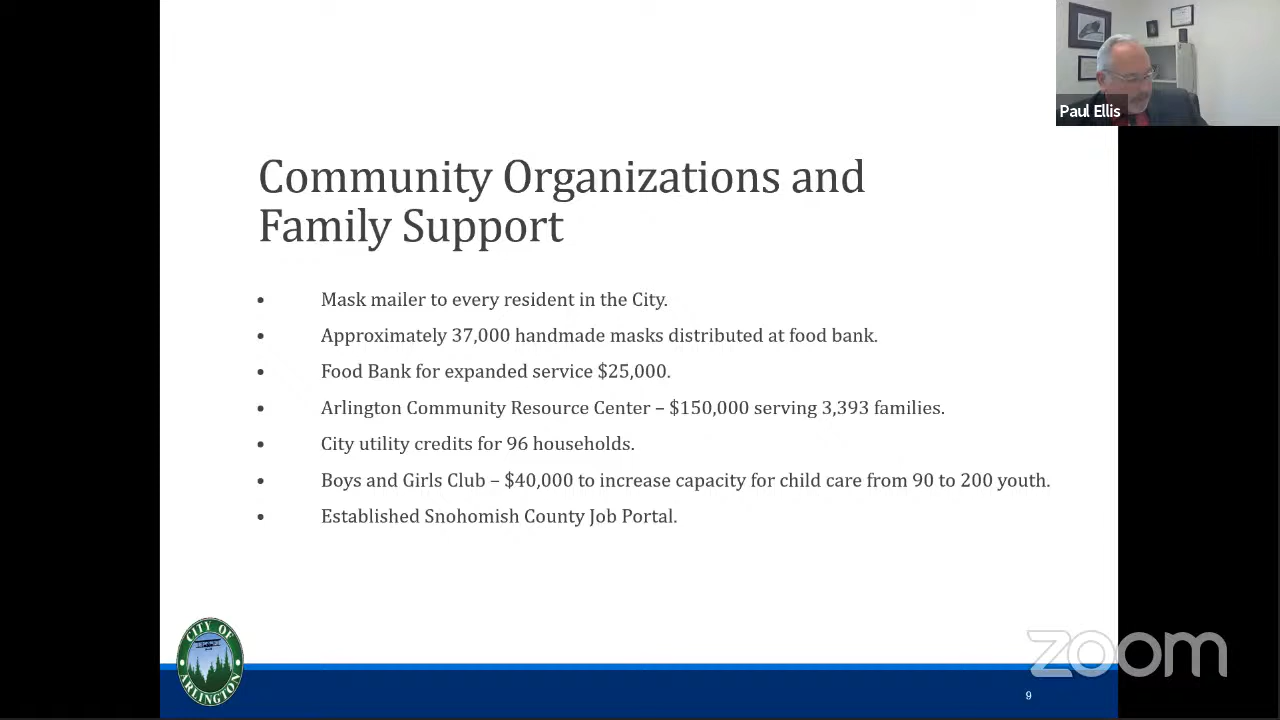 Paul Ellis
Community Organizations and
Family Support
• Mask mailer to every resident in the City.
• Approximately 37,000 handmade masks distributed at food bank.
• Food Bank for expanded service $25,000.
• Arlington Community Resource Center – $150,000 serving 3,393 families.
• City utility credits for 96 households.
• Boys and Girls Club – $40,000 to increase capacity for child care from 90 to 200 youth.
• Established Snohomish County Job Portal.
CITY OF
ARLINGTON
zoom
9